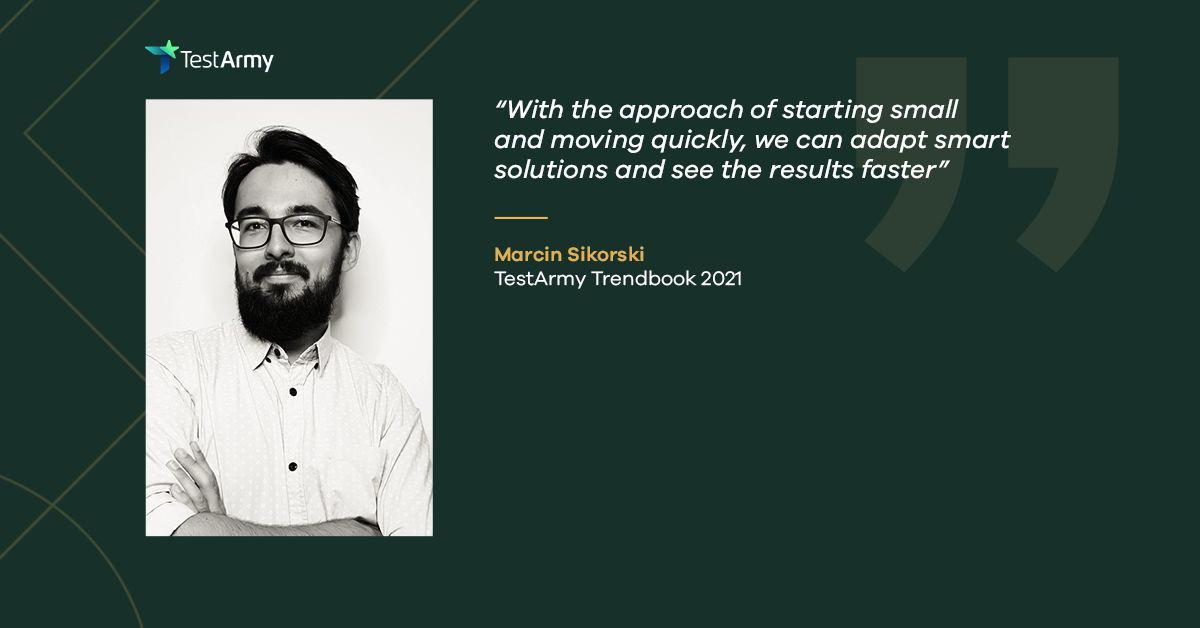 TestArmy
“With the approach of starting small
and moving quickly, we can adapt smart
solutions and see the results faster”
Marcin Sikorski
TestArmy Trendbook 2021